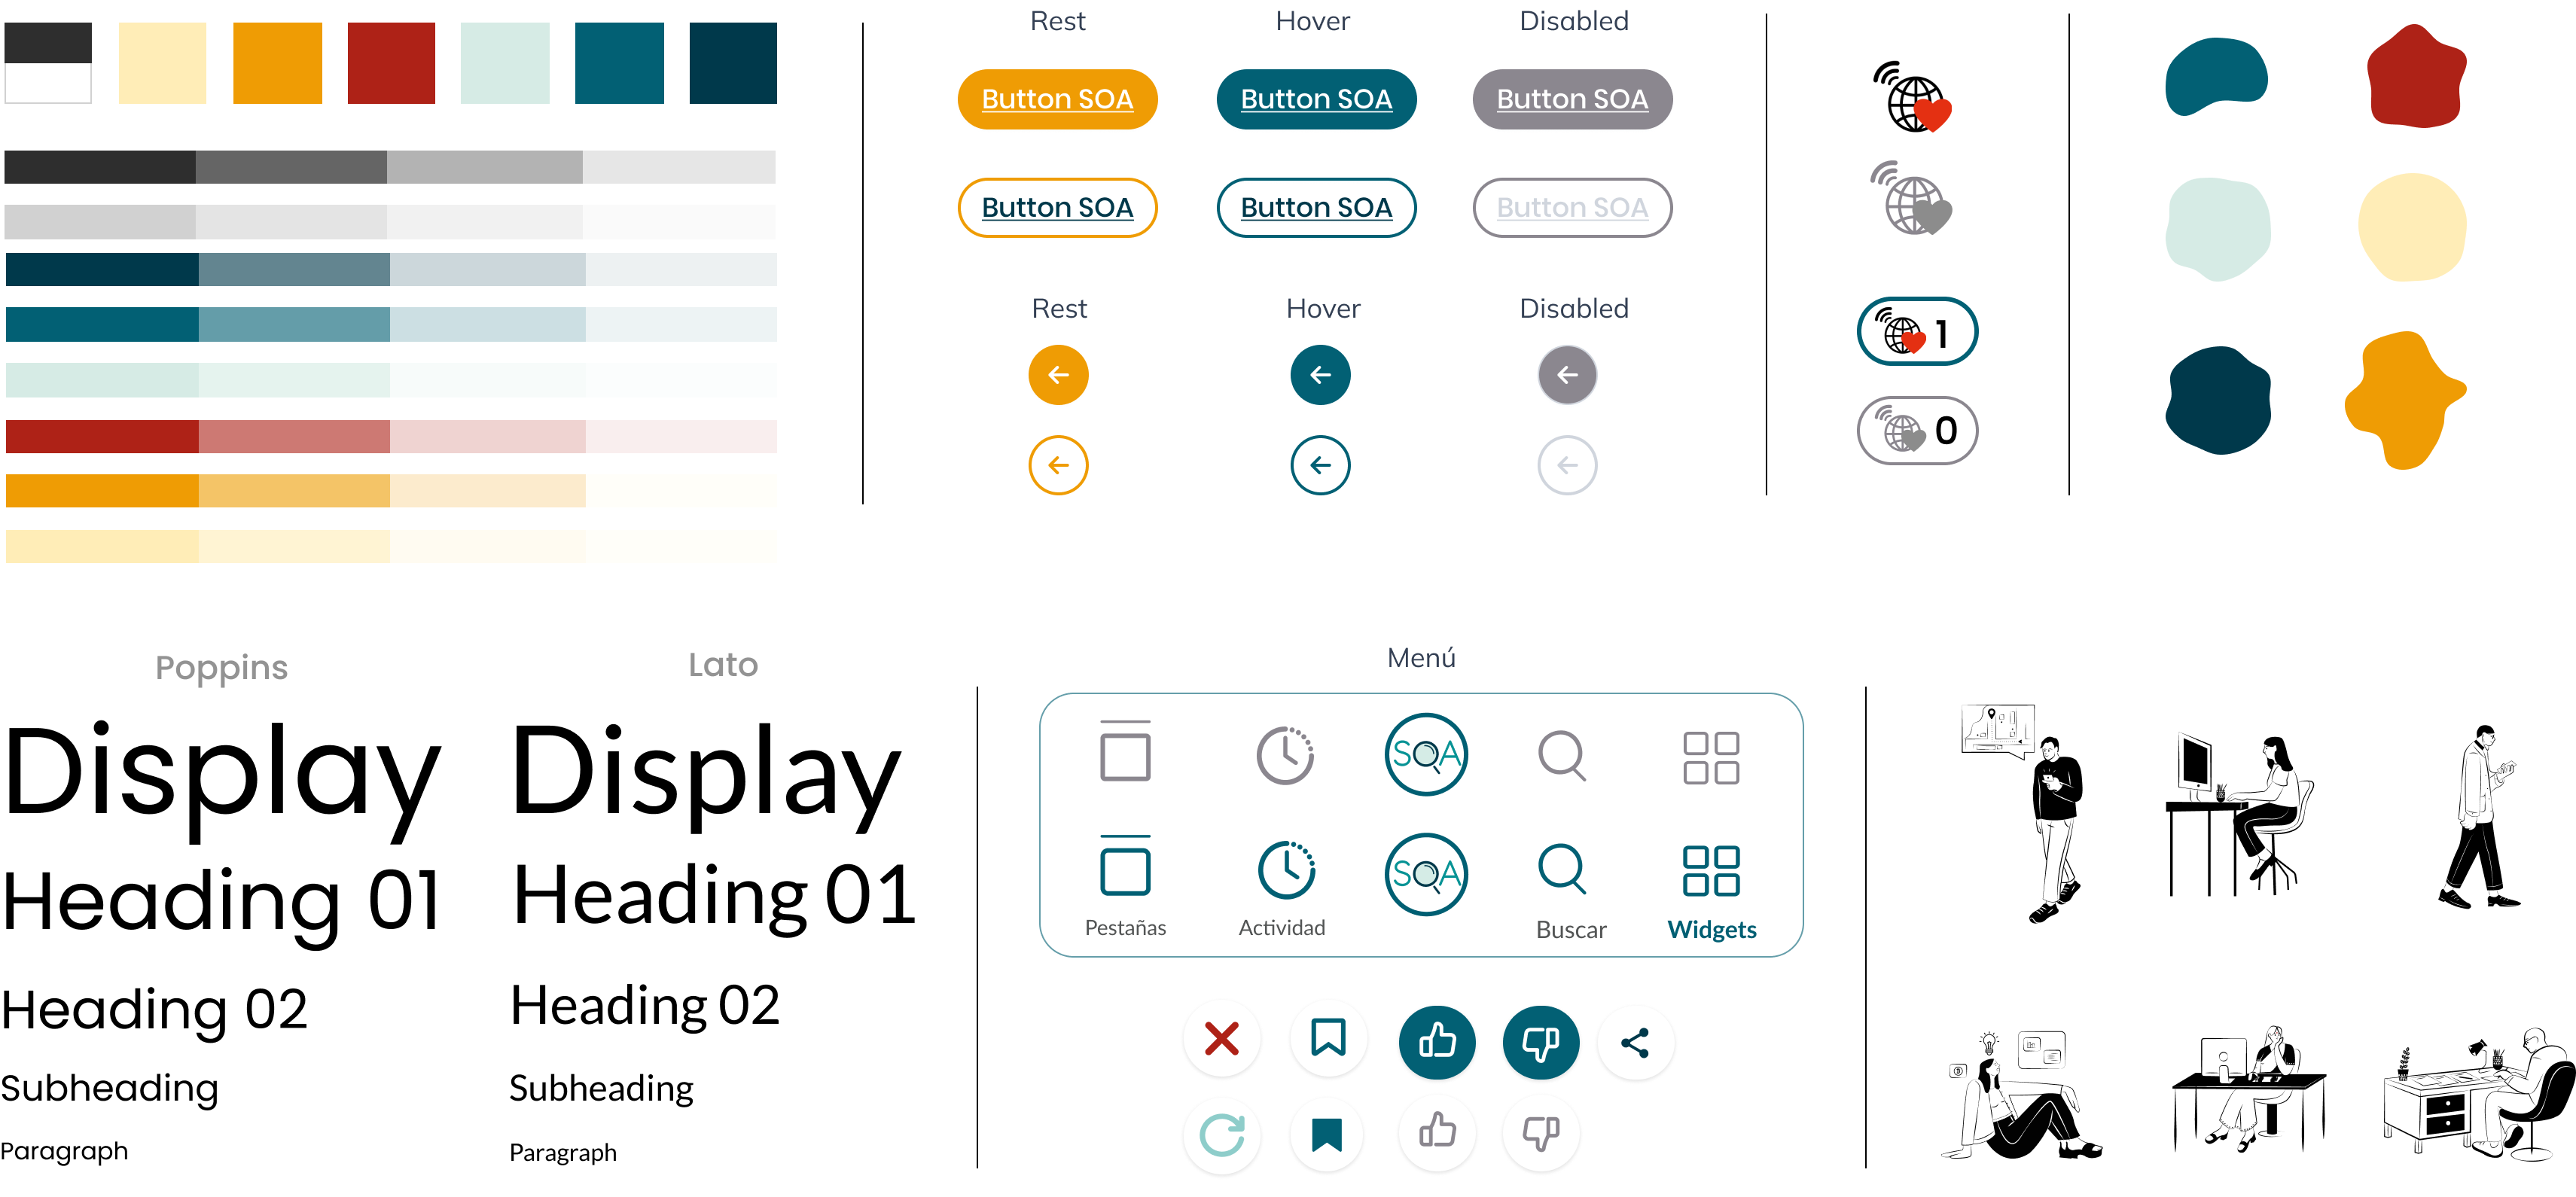 Rest Hover Disabled
Button SOA Button SOA Button SOA
Button SOA Button SOA Button SOA
Rest Hover Disabled
1
0
Poppins
Display
Heading 01
Heading 02
Subheading
Paragraph
Lato
Display
Heading 01
Heading 02
Subheading
Paragraph
Menú
SOA
SOA
Pestañas Actividad Buscar Widgets